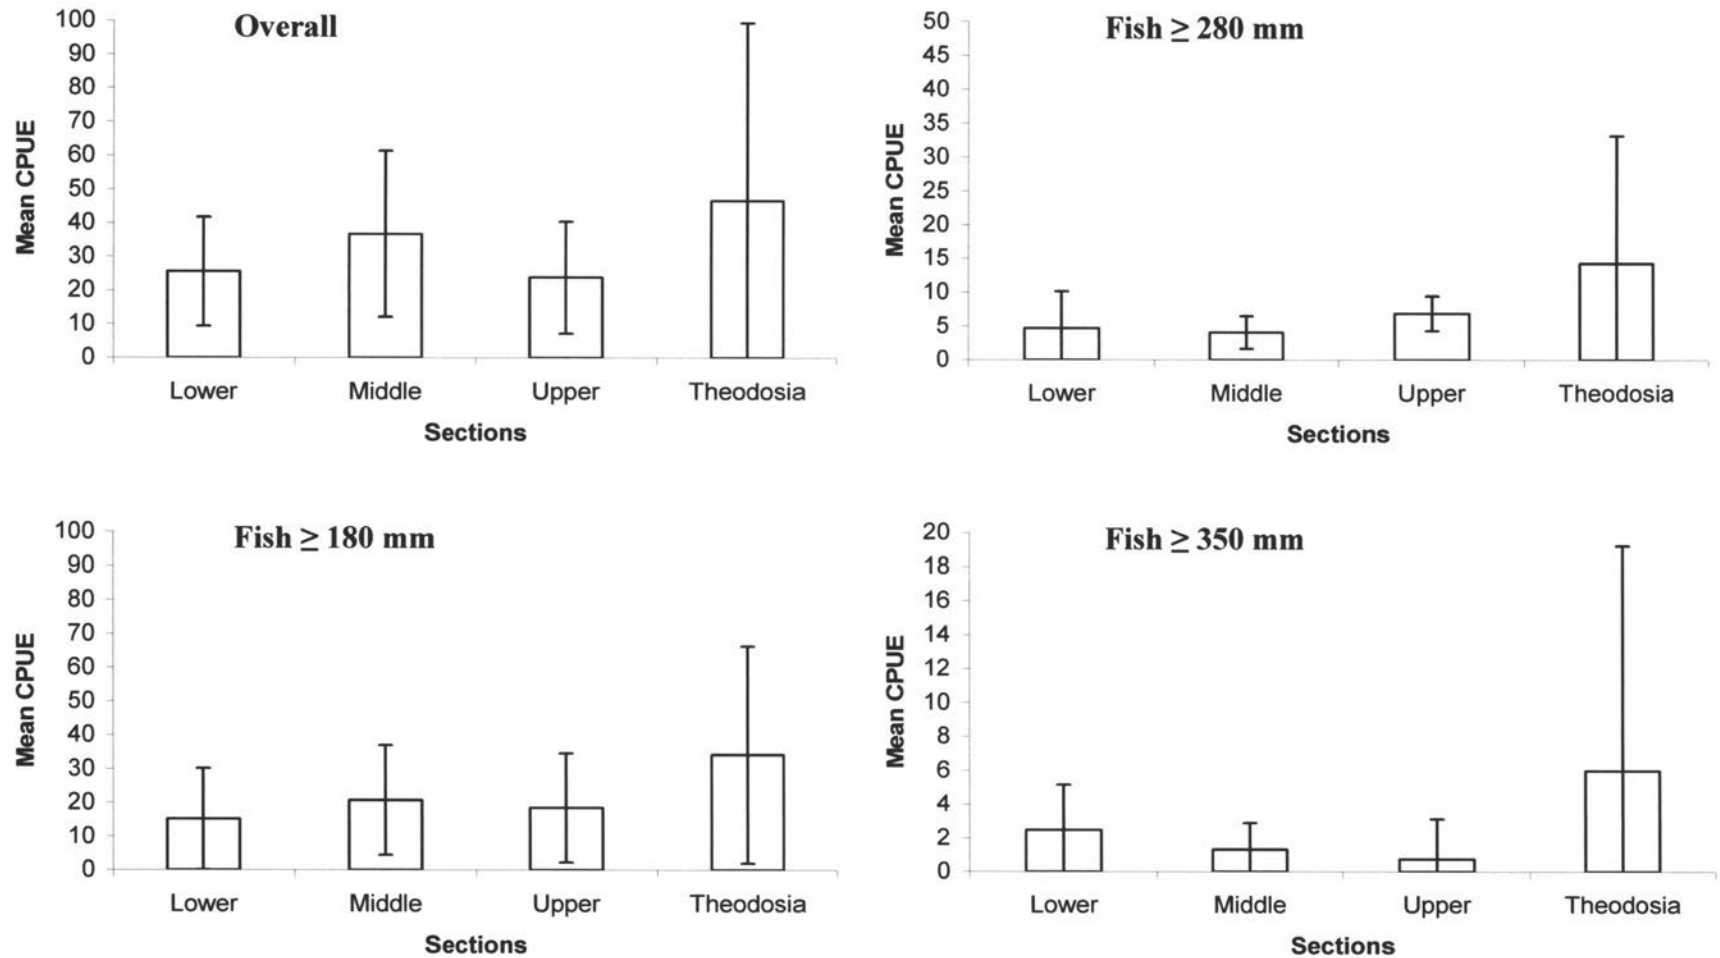 Overall
100
90
80
70
60
50
40
30
20
10
0
Mean CPUE
Lower Middle Upper Theodosia
Sections
Fish ≥ 280 mm
50
45
40
35
30
25
20
15
10
5
0
Mean CPUE
Lower Middle Upper Theodosia
Sections
Fish ≥ 180 mm
100
90
80
70
60
50
40
30
20
10
0
Mean CPUE
Lower Middle Upper Theodosia
Sections
Fish ≥ 350 mm
20
18
16
14
12
10
8
6
4
2
0
Mean CPUE
Lower Middle Upper Theodosia
Sections